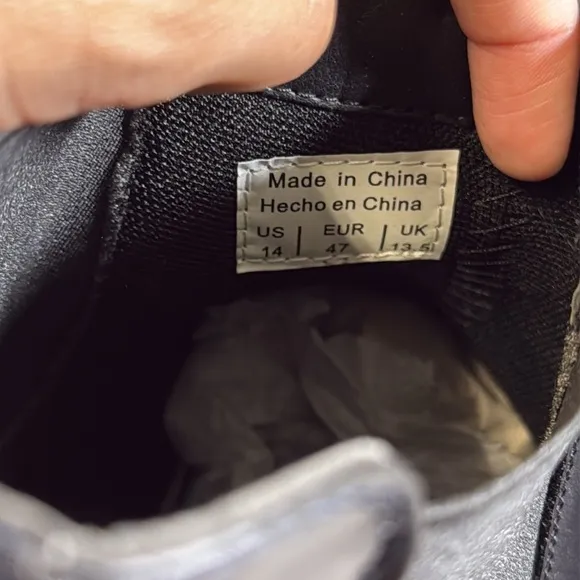 Made in China
Hecho en China
US | EUR | UK
14 | 47 | 13.5